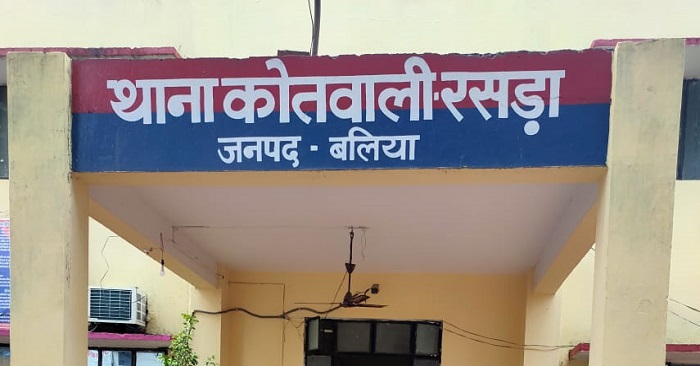 थाना कोतवाली-रसड़ा
जनपद - बलिया